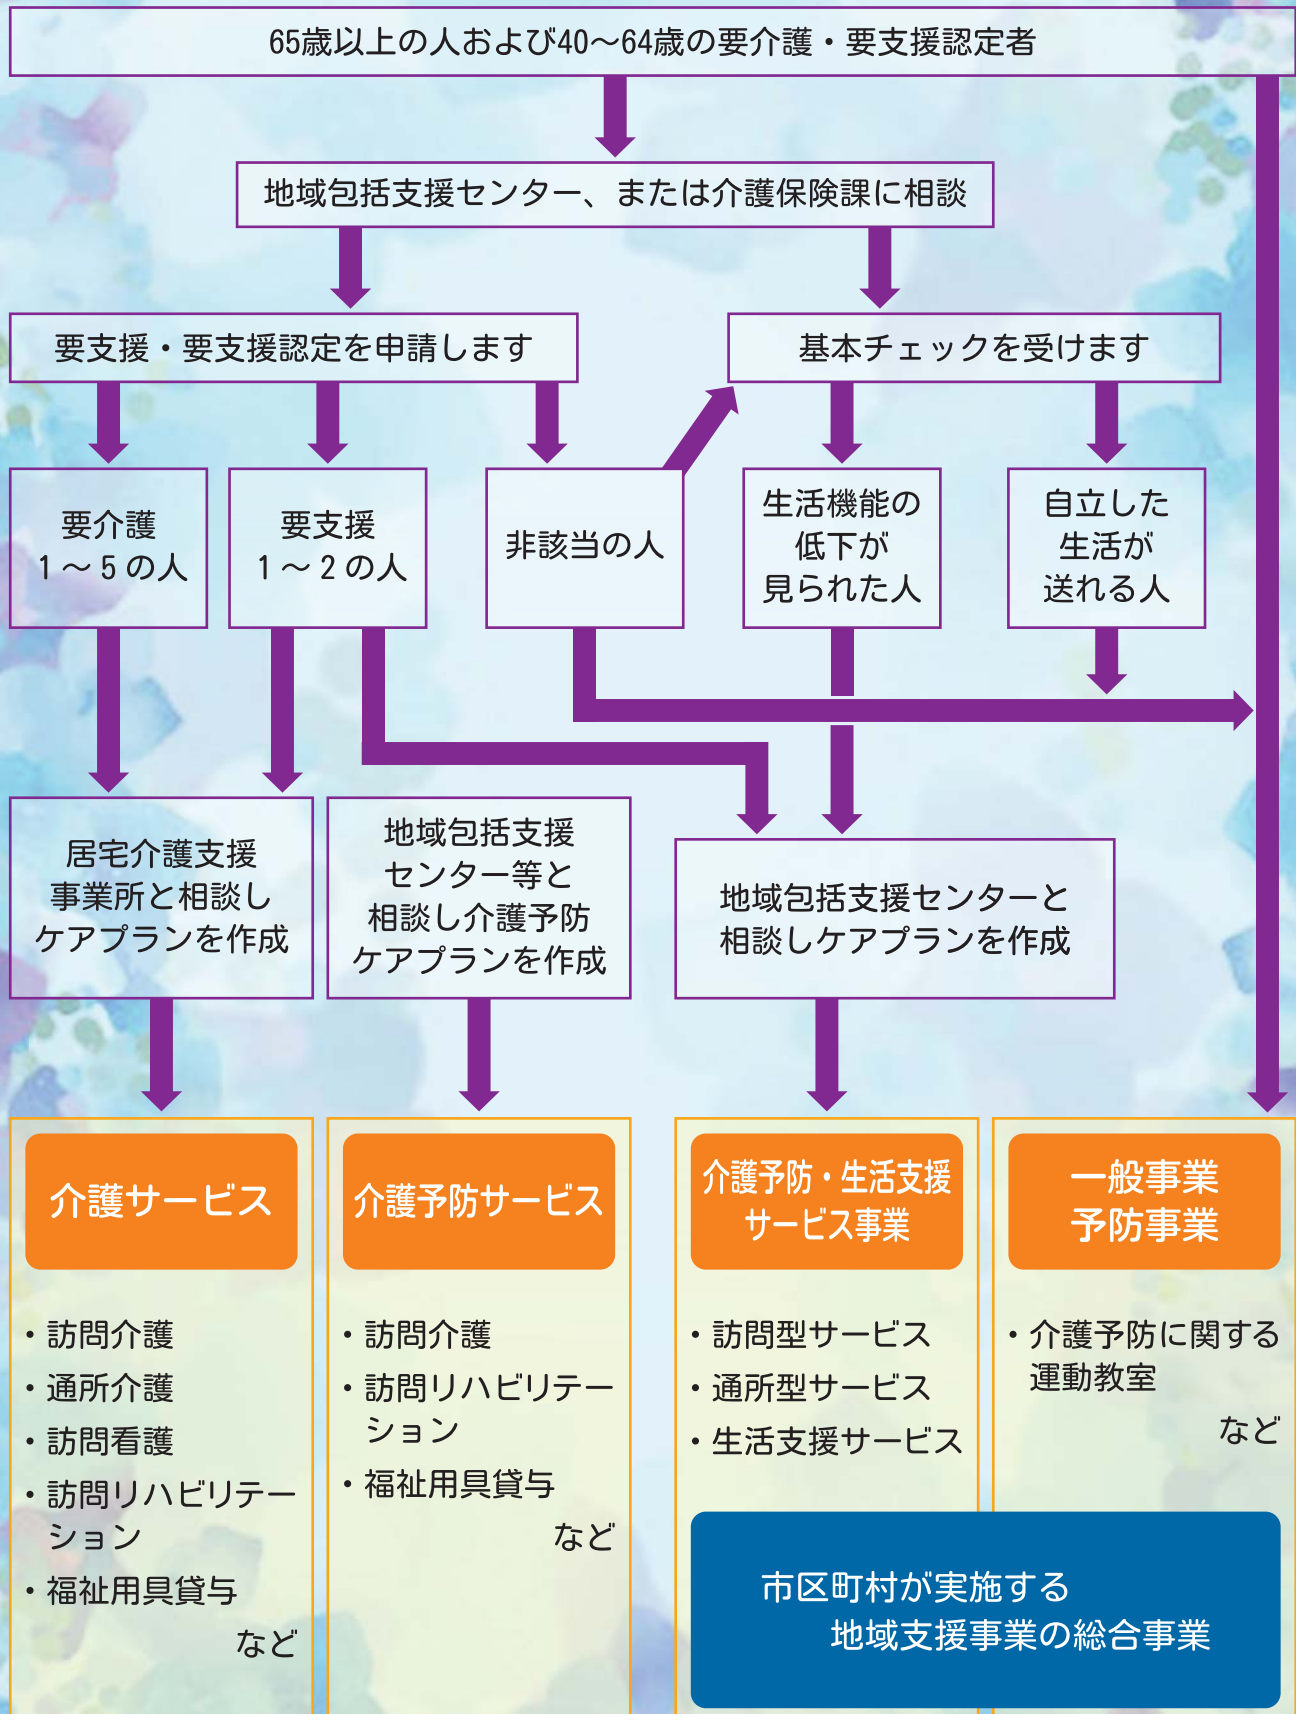 65歳以上の人および40～64歳の要介護・要支援認定者
地域包括支援センター、または介護保険課に相談
要支援・要支援認定を申請します
基本チェックを受けます
要介護
1～5の人
要支援
1～2の人
非該当の人
生活機能の
低下が
見られた人
自立した
生活が
送れる人
居宅介護支援
事業所と相談し
ケアプランを作成
地域包括支援
センター等と
相談し介護予防
ケアプランを作成
地域包括支援センターと
相談しケアプランを作成
介護サービス
・訪問介護
・通所介護
・訪問看護
・訪問リハビリテー
ション
・福祉用具貸与
など
介護予防サービス
・訪問介護
・訪問リハビリテー
ション
・福祉用具貸与
など
介護予防・生活支援
サービス事業
・訪問型サービス
・通所型サービス
・生活支援サービス
一般事業
予防事業
・介護予防に関する
運動教室
など
市区町村が実施する
地域支援事業の総合事業